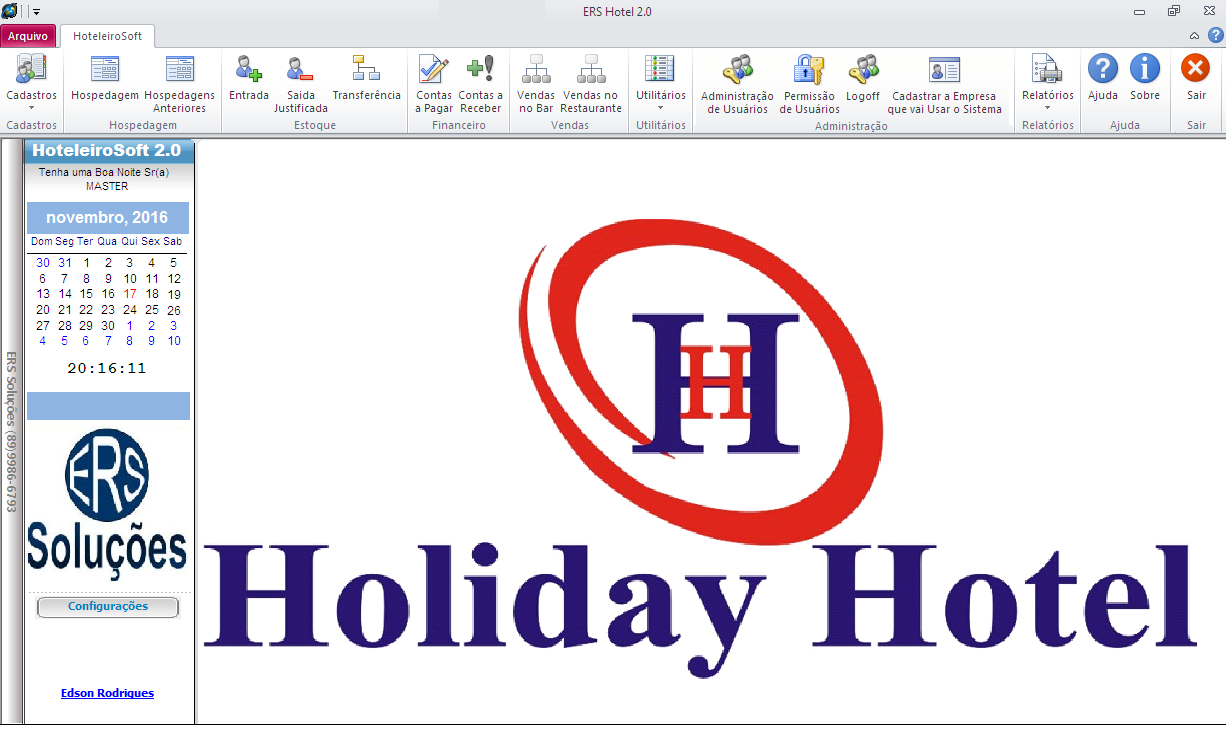 ERS Hotel 2.0
Arquivo
HoteleiroSoft
Cadastros
Hospedagem
Hospedagens
Anteriores
Entrada
Saida
Justificada
Transferência
Contas
a Pagar
Contas a
Receber
Vendas
no Bar
Vendas no
Restaurante
Utilitários
Administração
de Usuários
Permissão
de Usuários
Logoff
Cadastrar a Empresa
que vai Usar o Sistema
Relatórios
Ajuda
Sobre
Sair
Cadastros
Hospedagem
Estoque
Financeiro
Vendas
Utilitários
Administração
Relatórios
Ajuda
Sair
HoteleiroSoft 2.0
Tenha uma Boa Noite Sr(a)
MASTER
novembro, 2016
Dom Seg Ter Qua Qui Sex Sab
30 31 1 2 3 4 5
6 7 8 9 10 11 12
13 14 15 16 17 18 19
20 21 22 23 24 25 26
27 28 29 30 1 2 3
4 5 6 7 8 9 10
20:16:11
ERS
Soluções
Configurações
Edson Rodrigues
ERS Soluções (89)9986-6793
H
H
Holiday Hotel